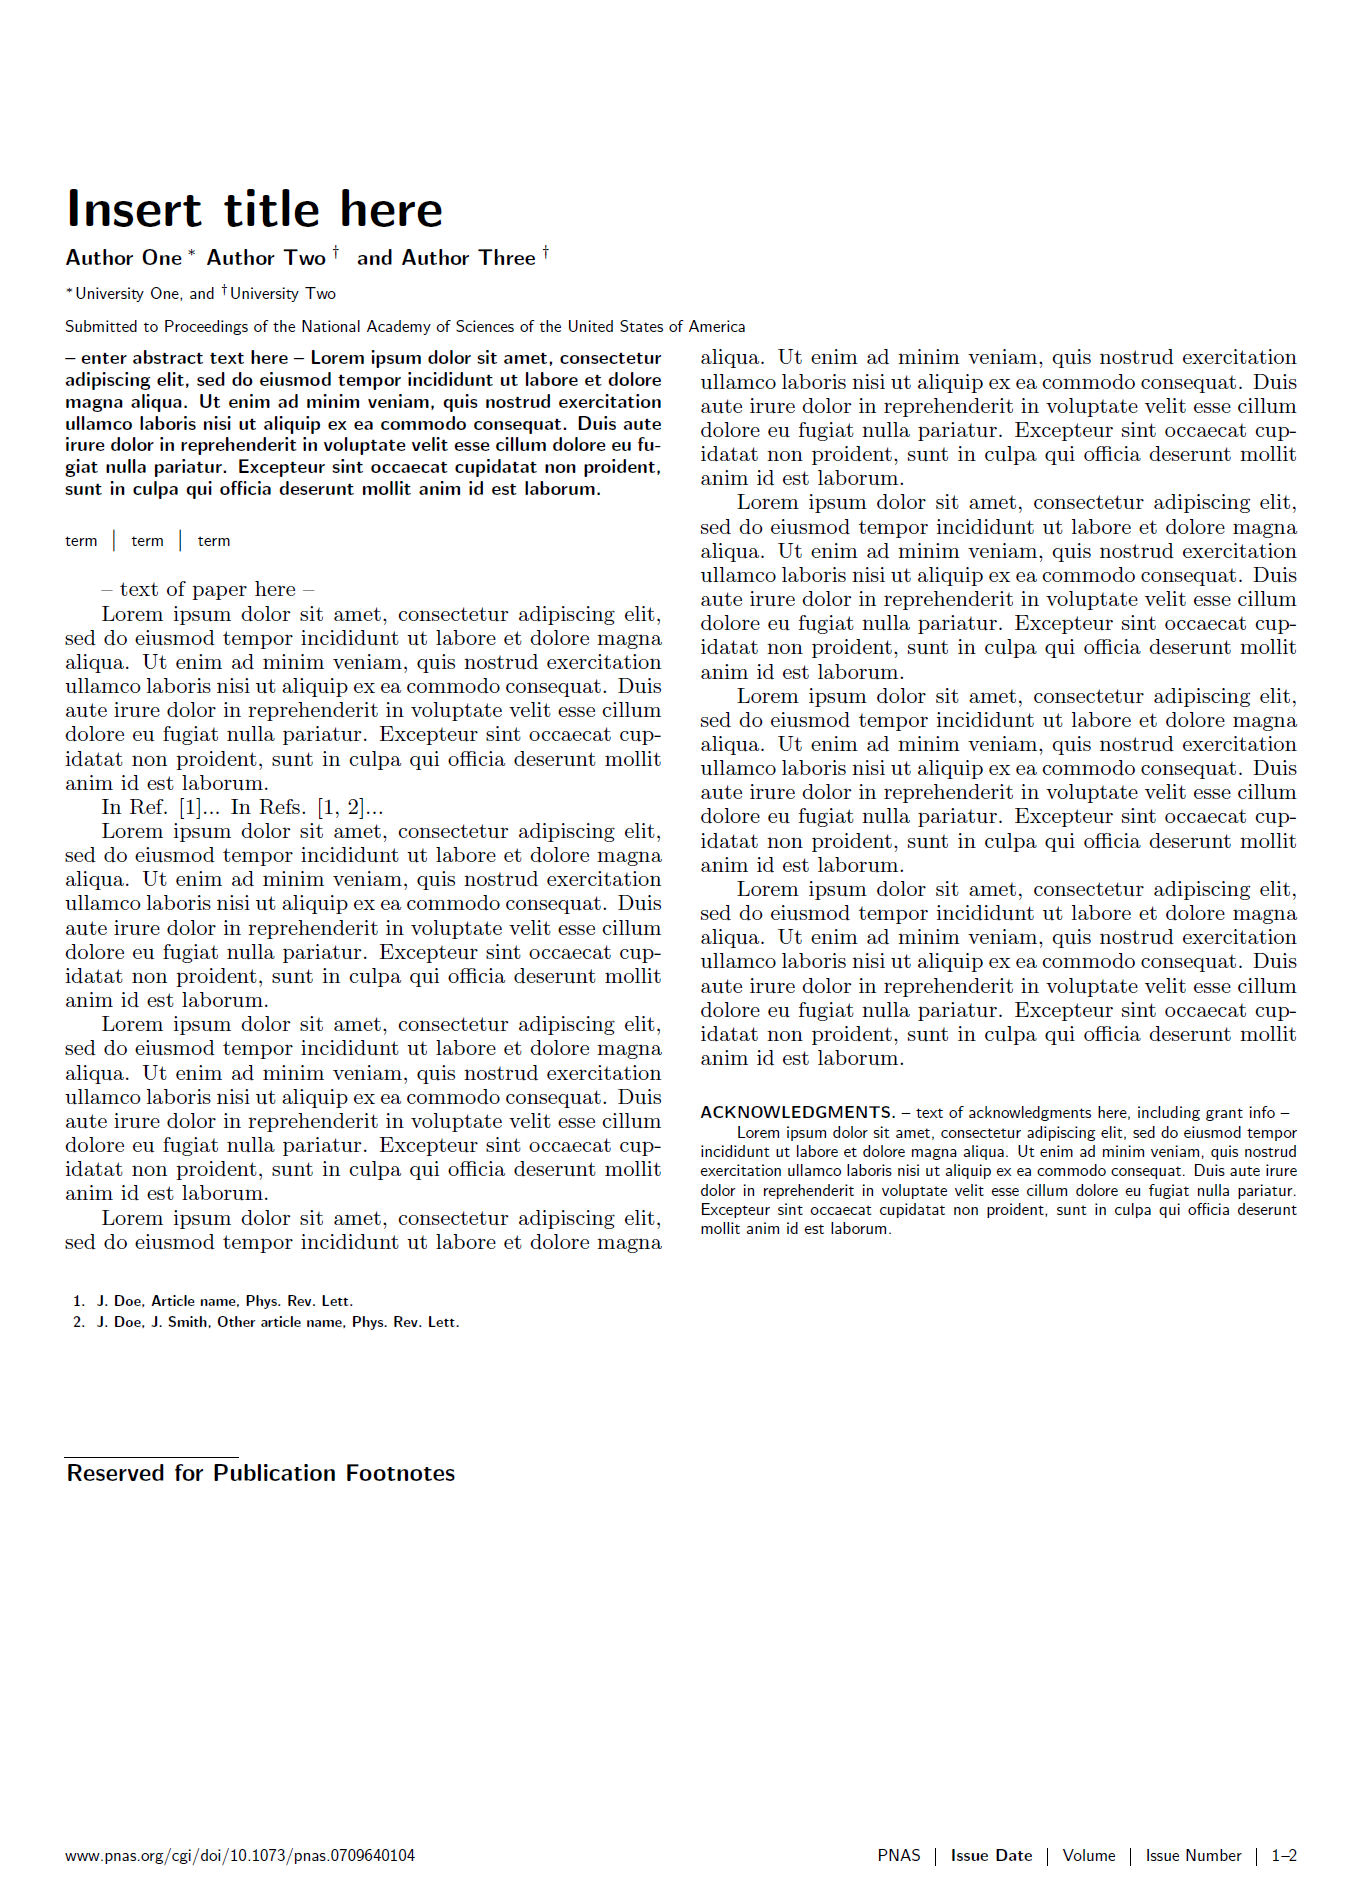 Insert title here
Author One * Author Two † and Author Three †
*University One, and †University Two
Submitted to Proceedings of the National Academy of Sciences of the United States of America
– enter abstract text here – Lorem ipsum dolor sit amet, consectetur
adipiscing elit, sed do eiusmod tempor incididunt ut labore et dolore
magna aliqua. Ut enim ad minim veniam, quis nostrud exercitation
ullamco laboris nisi ut aliquip ex ea commodo consequat. Duis aute
irure dolor in reprehenderit in voluptate velit esse cillum dolore eu fu-
giat nulla pariatur. Excepteur sint occaecat cupidatat non proident,
sunt in culpa qui officia deserunt mollit anim id est laborum.
term | term | term
– text of paper here –
Lorem ipsum dolor sit amet, consectetur adipiscing elit,
sed do eiusmod tempor incididunt ut labore et dolore magna
aliqua. Ut enim ad minim veniam, quis nostrud exercitation
ullamco laboris nisi ut aliquip ex ea commodo consequat. Duis
aute irure dolor in reprehenderit in voluptate velit esse cillum
dolore eu fugiat nulla pariatur. Excepteur sint occaecat cup-
idatat non proident, sunt in culpa qui officia deserunt mollit
anim id est laborum.
In Ref. [1]... In Refs. [1, 2]...
Lorem ipsum dolor sit amet, consectetur adipiscing elit,
sed do eiusmod tempor incididunt ut labore et dolore magna
aliqua. Ut enim ad minim veniam, quis nostrud exercitation
ullamco laboris nisi ut aliquip ex ea commodo consequat. Duis
aute irure dolor in reprehenderit in voluptate velit esse cillum
dolore eu fugiat nulla pariatur. Excepteur sint occaecat cup-
idatat non proident, sunt in culpa qui officia deserunt mollit
anim id est laborum.
Lorem ipsum dolor sit amet, consectetur adipiscing elit,
sed do eiusmod tempor incididunt ut labore et dolore magna
aliqua. Ut enim ad minim veniam, quis nostrud exercitation
ullamco laboris nisi ut aliquip ex ea commodo consequat. Duis
aute irure dolor in reprehenderit in voluptate velit esse cillum
dolore eu fugiat nulla pariatur. Excepteur sint occaecat cup-
idatat non proident, sunt in culpa qui officia deserunt mollit
anim id est laborum.
Lorem ipsum dolor sit amet, consectetur adipiscing elit,
sed do eiusmod tempor incididunt ut labore et dolore magna
aliqua. Ut enim ad minim veniam, quis nostrud exercitation
ullamco laboris nisi ut aliquip ex ea commodo consequat. Duis
aute irure dolor in reprehenderit in voluptate velit esse cillum
dolore eu fugiat nulla pariatur. Excepteur sint occaecat cup-
idatat non proident, sunt in culpa qui officia deserunt mollit
anim id est laborum.
Lorem ipsum dolor sit amet, consectetur adipiscing elit,
sed do eiusmod tempor incididunt ut labore et dolore magna
aliqua. Ut enim ad minim veniam, quis nostrud exercitation
ullamco laboris nisi ut aliquip ex ea commodo consequat. Duis
aute irure dolor in reprehenderit in voluptate velit esse cillum
dolore eu fugiat nulla pariatur. Excepteur sint occaecat cup-
idatat non proident, sunt in culpa qui officia deserunt mollit
anim id est laborum.
Lorem ipsum dolor sit amet, consectetur adipiscing elit,
sed do eiusmod tempor incididunt ut labore et dolore magna
aliqua. Ut enim ad minim veniam, quis nostrud exercitation
ullamco laboris nisi ut aliquip ex ea commodo consequat. Duis
aute irure dolor in reprehenderit in voluptate velit esse cillum
dolore eu fugiat nulla pariatur. Excepteur sint occaecat cup-
idatat non proident, sunt in culpa qui officia deserunt mollit
anim id est laborum.
Lorem ipsum dolor sit amet, consectetur adipiscing elit,
sed do eiusmod tempor incididunt ut labore et dolore magna
aliqua. Ut enim ad minim veniam, quis nostrud exercitation
ullamco laboris nisi ut aliquip ex ea commodo consequat. Duis
aute irure dolor in reprehenderit in voluptate velit esse cillum
dolore eu fugiat nulla pariatur. Excepteur sint occaecat cup-
idatat non proident, sunt in culpa qui officia deserunt mollit
anim id est laborum.
ACKNOWLEDGMENTS. – text of acknowledgments here, including grant info –
Lorem ipsum dolor sit amet, consectetur adipiscing elit, sed do eiusmod tempor
incididunt ut labore et dolore magna aliqua. Ut enim ad minim veniam, quis nostrud
exercitation ullamco laboris nisi ut aliquip ex ea commodo consequat. Duis aute irure
dolor in reprehenderit in voluptate velit esse cillum dolore eu fugiat nulla pariatur.
Excepteur sint occaecat cupidatat non proident, sunt in culpa qui officia deserunt
mollit anim id est laborum.
1. J. Doe, Article name, Phys. Rev. Lett.
2. J. Doe, J. Smith, Other article name, Phys. Rev. Lett.
Reserved for Publication Footnotes
www.pnas.org/cgi/doi/10.1073/pnas.0709640104
PNAS | Issue Date | Volume | Issue Number | 1–2